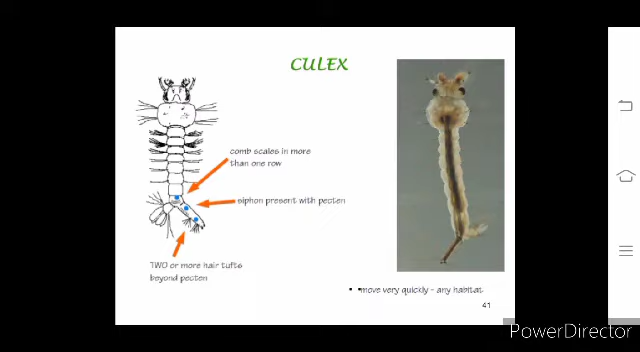 CULEX
comb scales in more
than one row
siphon present with pecten
TWO or more hair tufts
beyond pecten
• •move very quickly - any habitat
41
PowerDirector